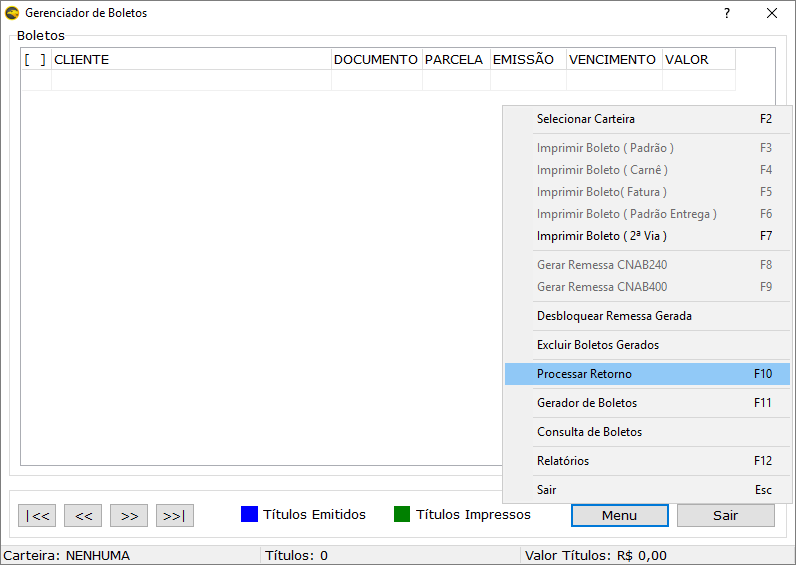 Gerenciador de Boletos ?
Boletos
[ ] CLIENTE DOCUMENTO PARCELA EMISSÃO VENCIMENTO VALOR
Selecionar Carteira F2
Imprimir Boleto ( Padrão ) F3
Imprimir Boleto ( Carnê ) F4
Imprimir Boleto( Fatura ) F5
Imprimir Boleto ( Padrão Entrega ) F6
Imprimir Boleto ( 2ª Via ) F7
Gerar Remessa CNAB240 F8
Gerar Remessa CNAB400 F9
Desbloquear Remessa Gerada
Excluir Boletos Gerados
Processar Retorno F10
Gerador de Boletos F11
Consulta de Boletos
Relatórios F12
Sair Esc
|<< << >> >>| Títulos Emitidos Títulos Impressos Menu Sair
Carteira: NENHUMA Títulos: 0 Valor Títulos: R$ 0,00